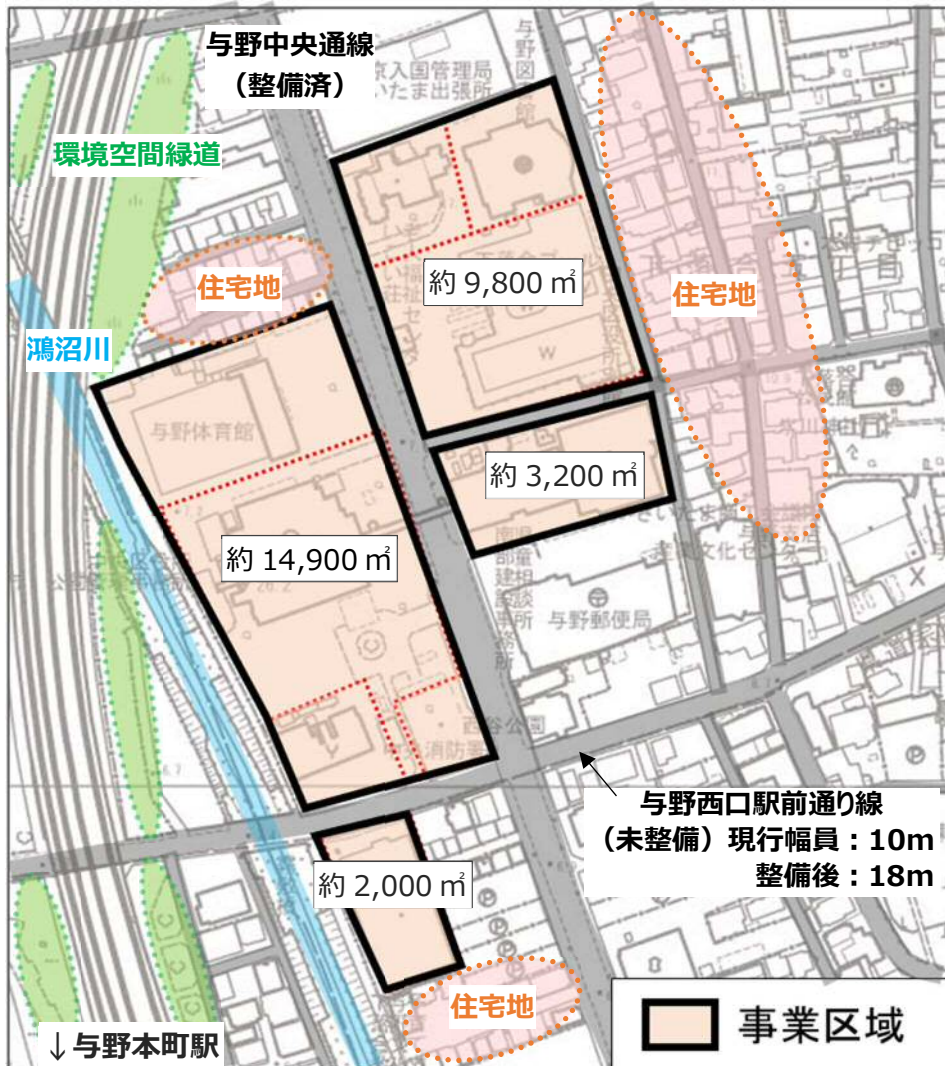 与野中央通線
（整備済）
環境空間緑道
住宅地
鴻沼川
約 9,800 ㎡
住宅地
与野体育館
約 3,200 ㎡
約 14,900 ㎡
与野郵便局
西谷公園
与野西口駅前通り線
（未整備）現行幅員：10m
整備後：18m
約 2,000 ㎡
住宅地
↓与野本町駅
事業区域